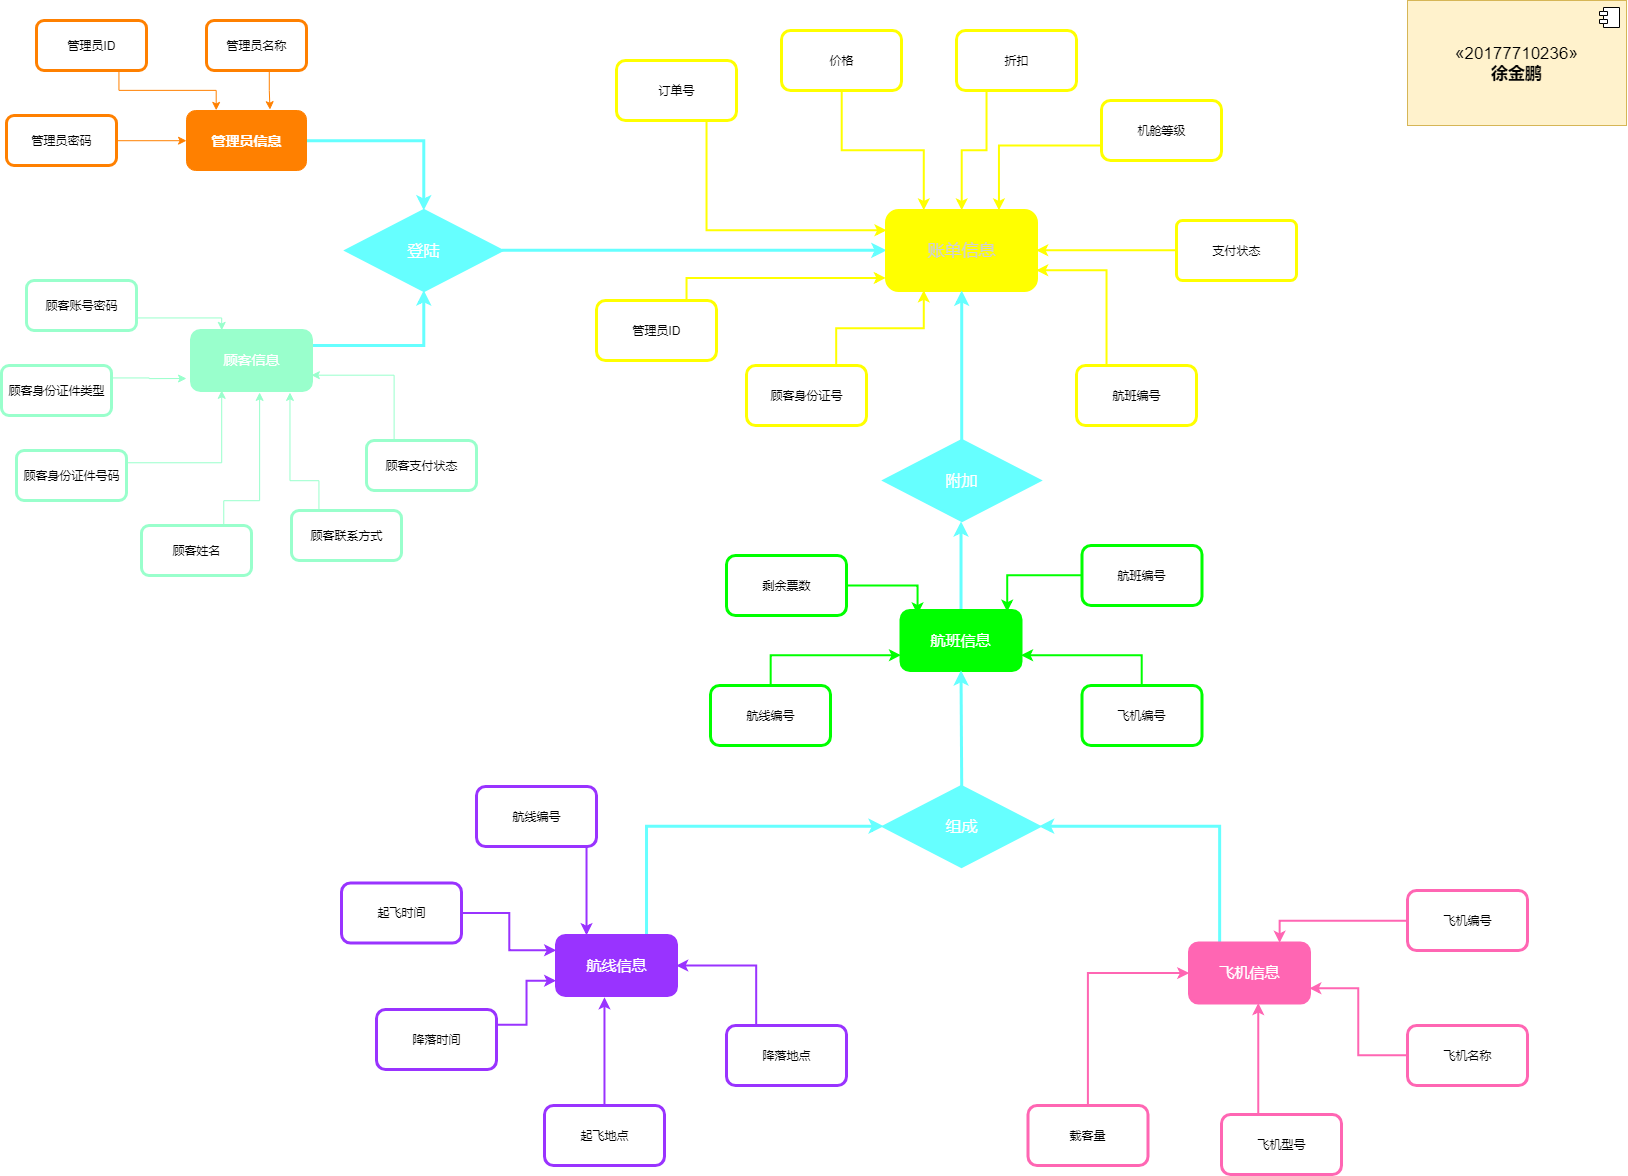 管理员ID
管理员名称
管理员密码
管理员信息
登陆
顾客账号密码
顾客信息
顾客身份证件类型
顾客身份证件号码
顾客姓名
顾客联系方式
顾客支付状态
订单号
价格
折扣
机舱等级
账单信息
支付状态
管理员ID
顾客身份证号
航班编号
«20177710236»
徐金鹏
附加
剩余票数
航班编号
航班信息
航线编号
飞机编号
组成
航线编号
起飞时间
航线信息
降落时间
降落地点
起飞地点
飞机编号
飞机信息
飞机名称
载客量
飞机型号